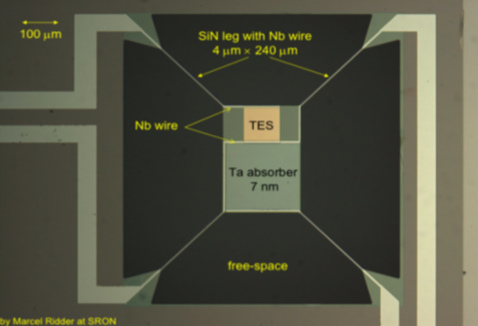 100 μm
SiN leg with Nb wire
4 μm × 240 μm
Nb wire
TES
Ta absorber
7 nm
free-space
by Marcel Ridder at SRON